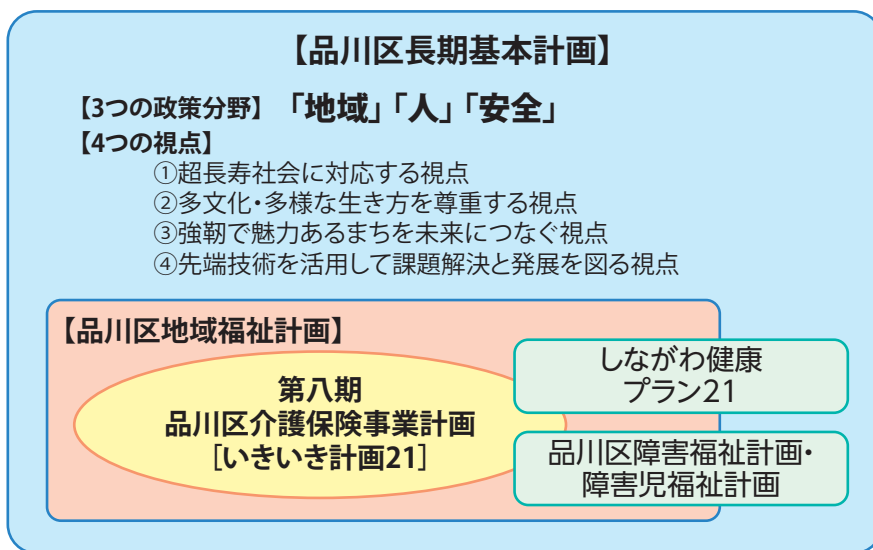 【品川区長期基本計画】
【3つの政策分野】「地域」「人」「安全」
【4つの視点】
①超長寿社会に対応する視点
②多文化・多様な生き方を尊重する視点
③強靭で魅力あるまちを未来につなぐ視点
④先端技術を活用して課題解決と発展を図る視点
【品川区地域福祉計画】
第八期
品川区介護保険事業計画
［いきいき計画21］
しながわ健康
プラン21
品川区障害福祉計画・
障害児福祉計画